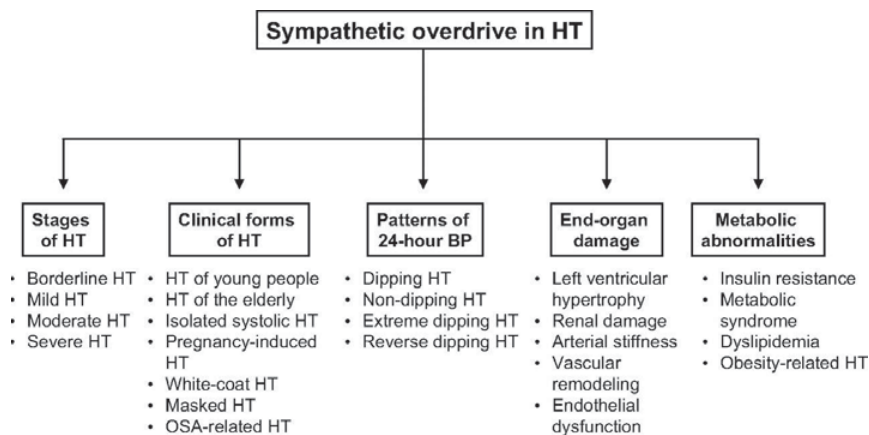 Sympathetic overdrive in HT
Stages
of HT
• Borderline HT
• Mild HT
• Moderate HT
• Severe HT
Clinical forms
of HT
• HT of young people
• HT of the elderly
• Isolated systolic HT
• Pregnancy-induced
HT
• White-coat HT
• Masked HT
• OSA-related HT
Patterns of
24-hour BP
• Dipping HT
• Non-dipping HT
• Extreme dipping HT
• Reverse dipping HT
End-organ
damage
• Left ventricular
hypertrophy
• Renal damage
• Arterial stiffness
• Vascular
remodeling
• Endothelial
dysfunction
Metabolic
abnormalities
• Insulin resistance
• Metabolic
syndrome
• Dyslipidemia
• Obesity-related HT